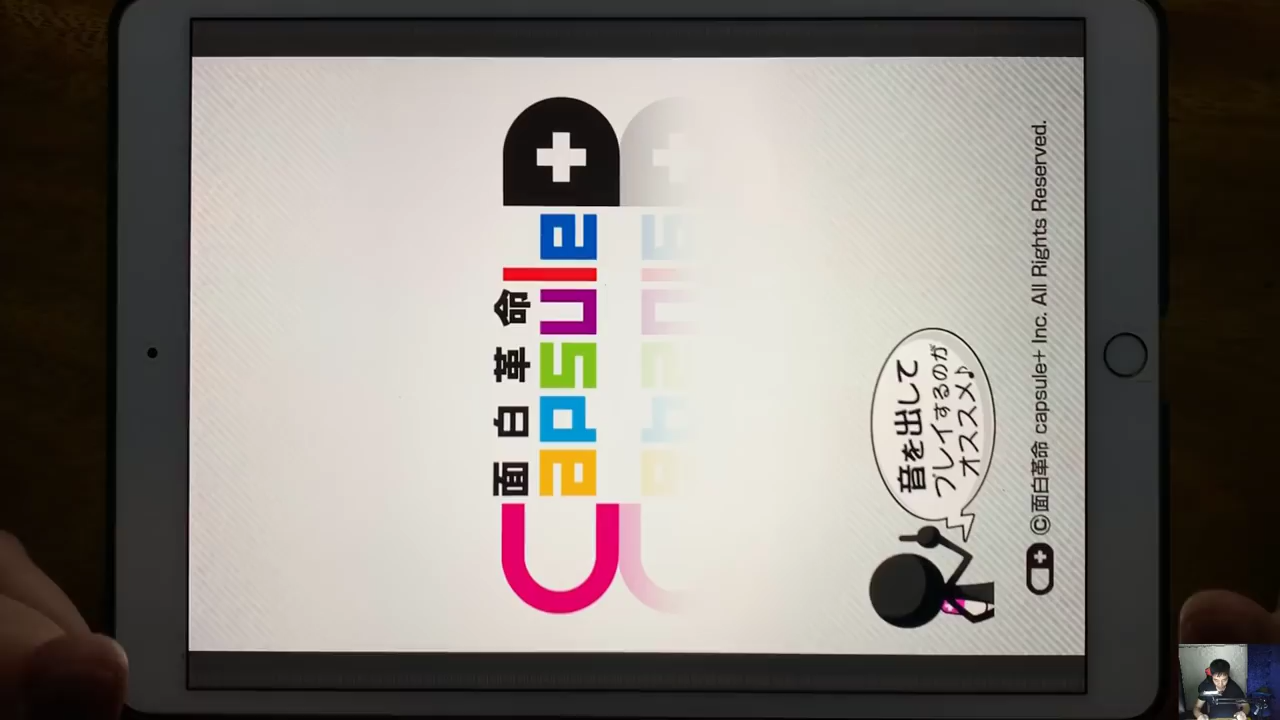 面白革命
capsule+
音を出して
プレイするのが
オススメ♪
©面白革命 capsule+ Inc. All Rights Reserved.